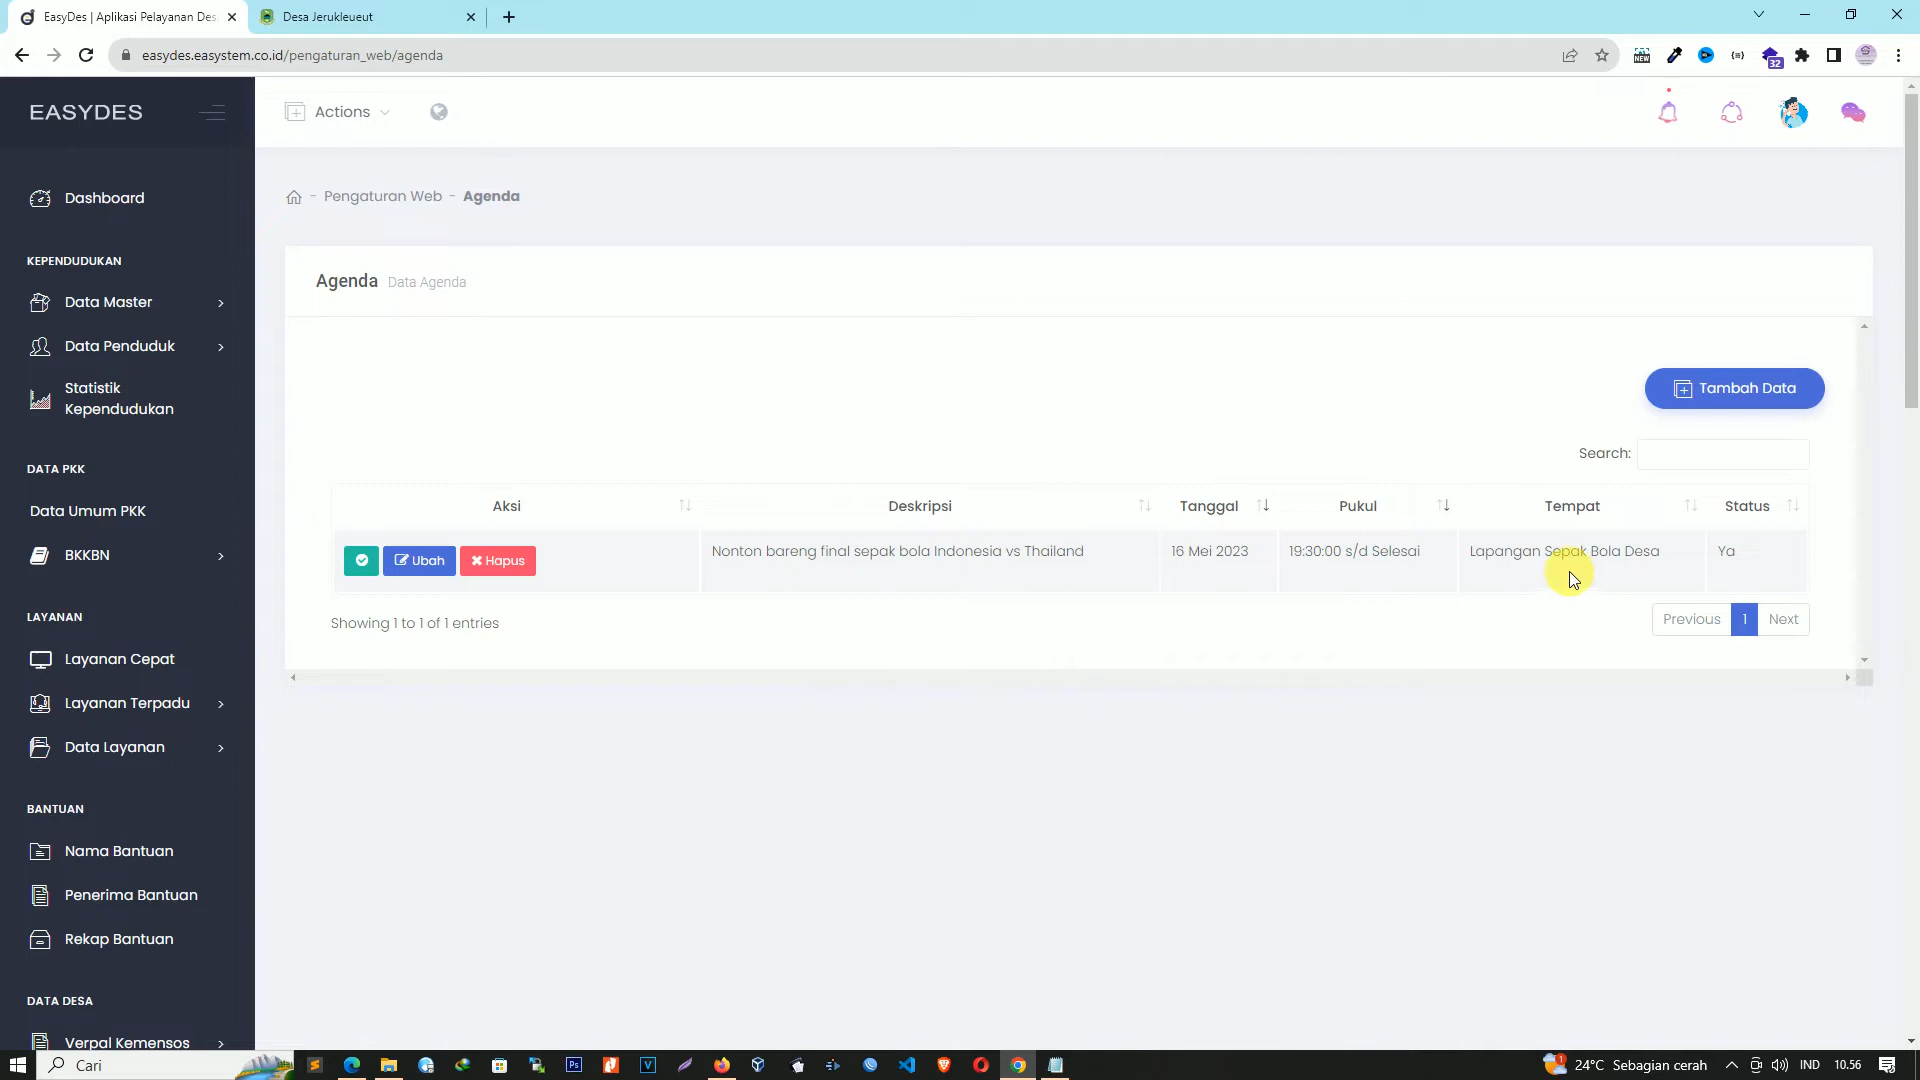 EasyDes | Aplikasi Pelayanan Des
Desa Jerukleueut
easydes.easystem.co.id/pengaturan_web/agenda
NEW
32
EASYDES
Actions
Dashboard
Pengaturan Web - Agenda
KEPENDUDUKAN
Data Master
Data Penduduk
Statistik
Kependudukan
DATA PKK
Data Umum PKK
BKKBN
LAYANAN
Layanan Cepat
Layanan Terpadu
Data Layanan
BANTUAN
Nama Bantuan
Penerima Bantuan
Rekap Bantuan
DATA DESA
Verpal Kemensos
Agenda Data Agenda
Tambah Data
Search:
Aksi Deskripsi Tanggal Pukul Tempat Status
Ubah Hapus Nonton bareng final sepak bola Indonesia vs Thailand 16 Mei 2023 19:30:00 s/d Selesai Lapangan Sepak Bola Desa Ya
Showing 1 to 1 of 1 entries
Previous 1 Next
Cari
Ps
V
1
24°C Sebagian cerah
IND
10.56